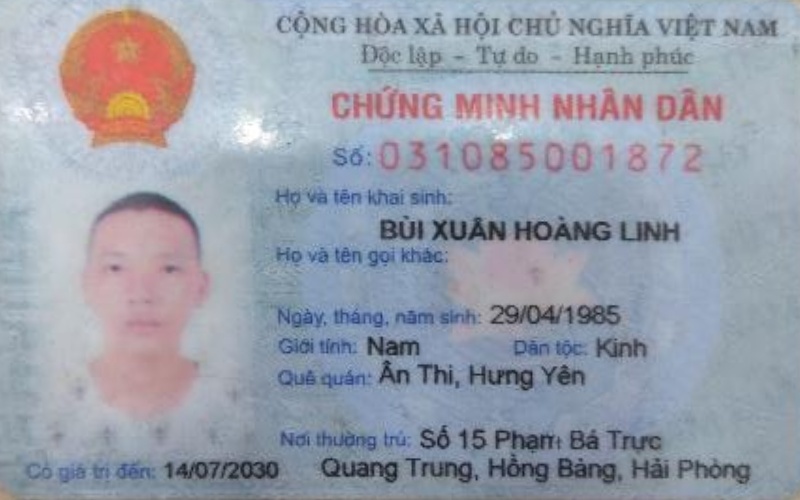 CỘNG HÒA XÃ HỘI CHỦ NGHĨA VIỆT NAM
Độc lập - Tự do - Hạnh phúc
CHỨNG MINH NHÂN DÂN
Số: 031085001872
Họ và tên khai sinh:
BÙI XUÂN HOÀNG LINH
Họ và tên gọi khác:
Ngày, tháng, năm sinh: 29/04/1985
Giới tính: Nam Dân tộc: Kinh
Quê quán: Ân Thi, Hưng Yên
Nơi thường trú: Số 15 Phạm Bá Trực
Quang Trung, Hồng Bàng, Hải Phòng
Có giá trị đến: 14/07/2030